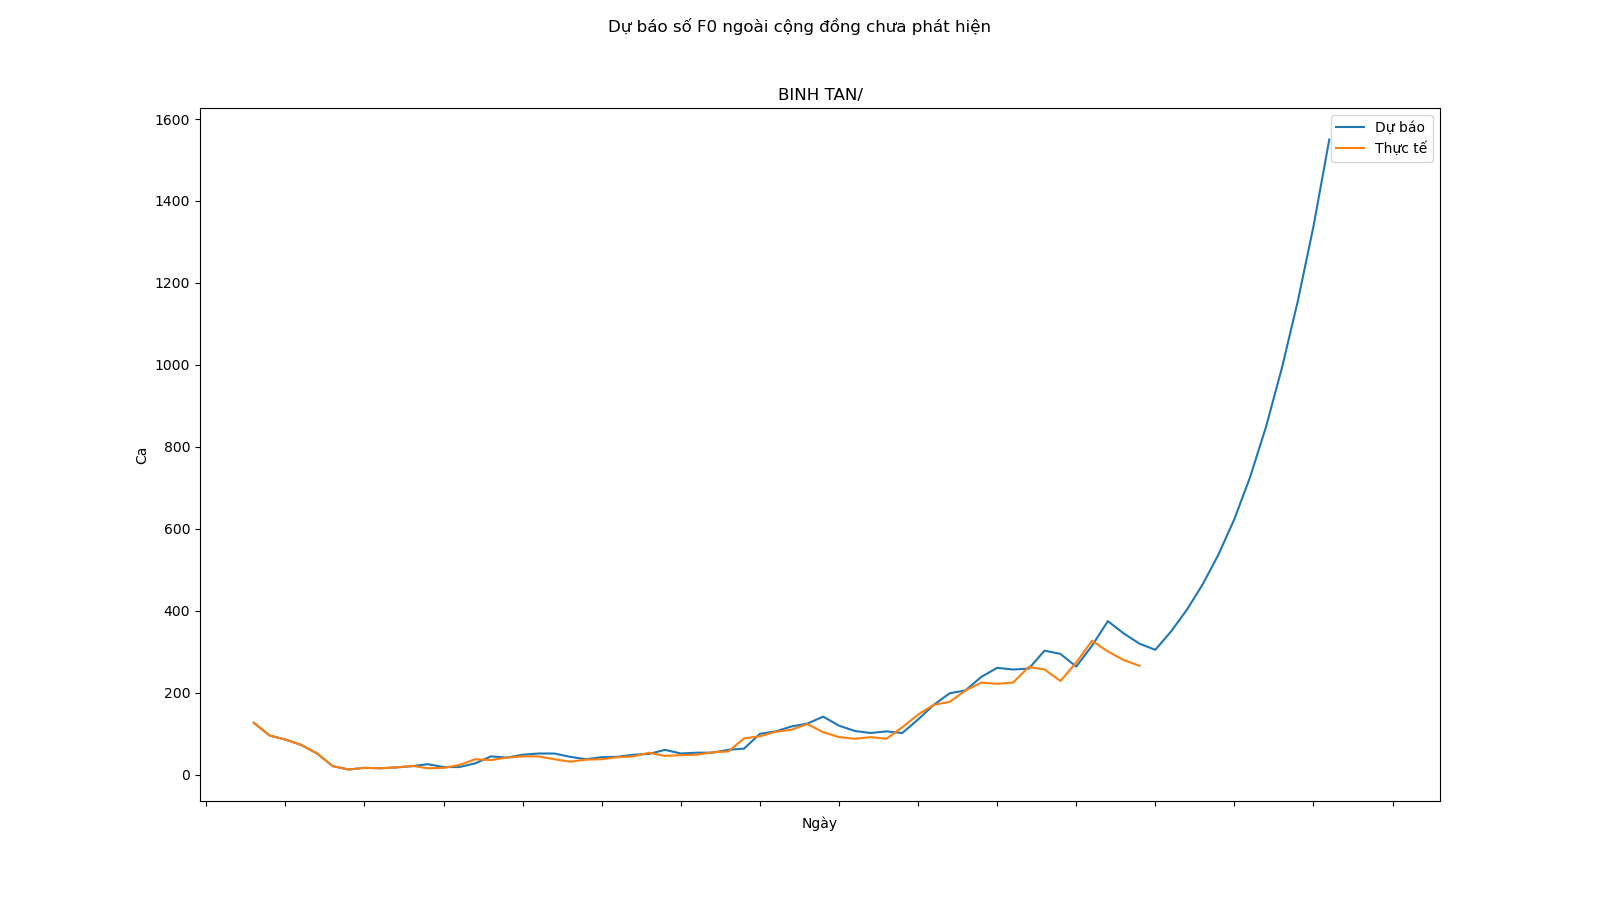 Dự báo số F0 ngoài cộng đồng chưa phát hiện
BINH TAN/
1600
1400
1200
1000
800
600
400
200
0
Ca
Ngày
Dự báo
Thực tế